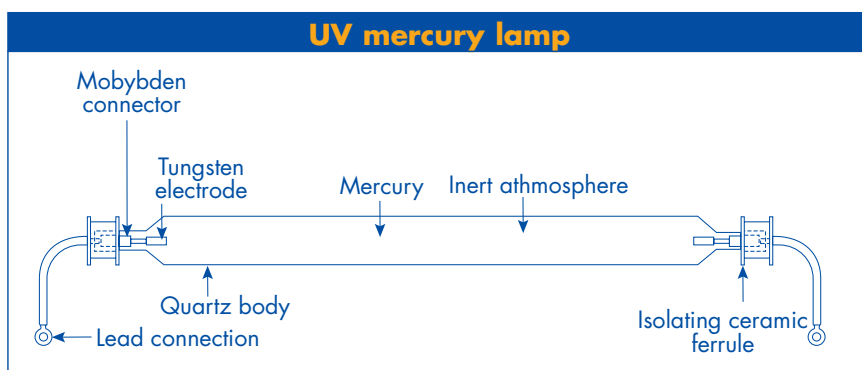 UV mercury lamp
Mobybden
connector
Tungsten
electrode
Mercury
Inert athmosphere
Quartz body
Lead connection
Isolating ceramic
ferrule